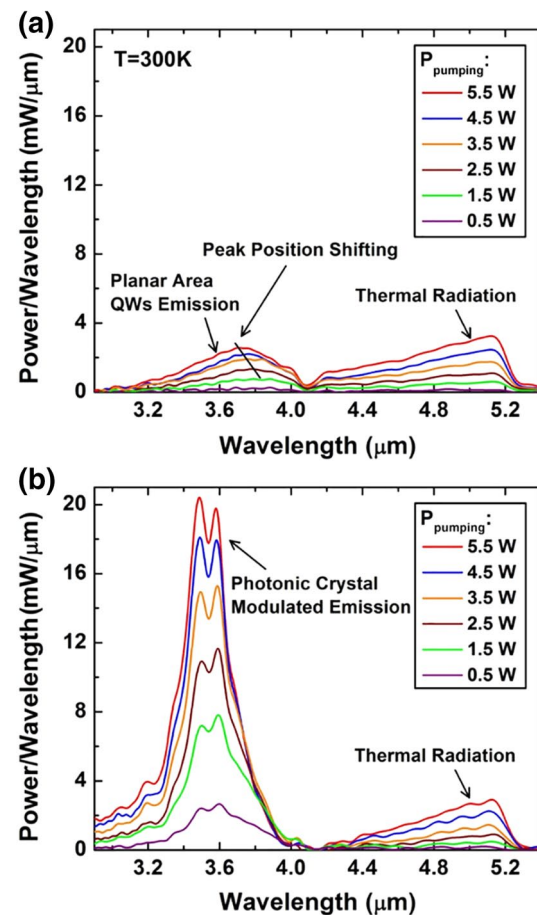 (a)
T=300K
P_pumping:
5.5 W
4.5 W
3.5 W
2.5 W
1.5 W
0.5 W
Peak Position Shifting
Planar Area
QWs Emission
Thermal Radiation
Power/Wavelength (mW/μm)
20
16
12
8
4
0
3.2 3.6 4.0 4.4 4.8 5.2
Wavelength (μm)
(b)
P_pumping:
5.5 W
4.5 W
3.5 W
2.5 W
1.5 W
0.5 W
Photonic Crystal
Modulated Emission
Thermal Radiation
Power/Wavelength (mW/μm)
20
16
12
8
4
0
3.2 3.6 4.0 4.4 4.8 5.2
Wavelength (μm)